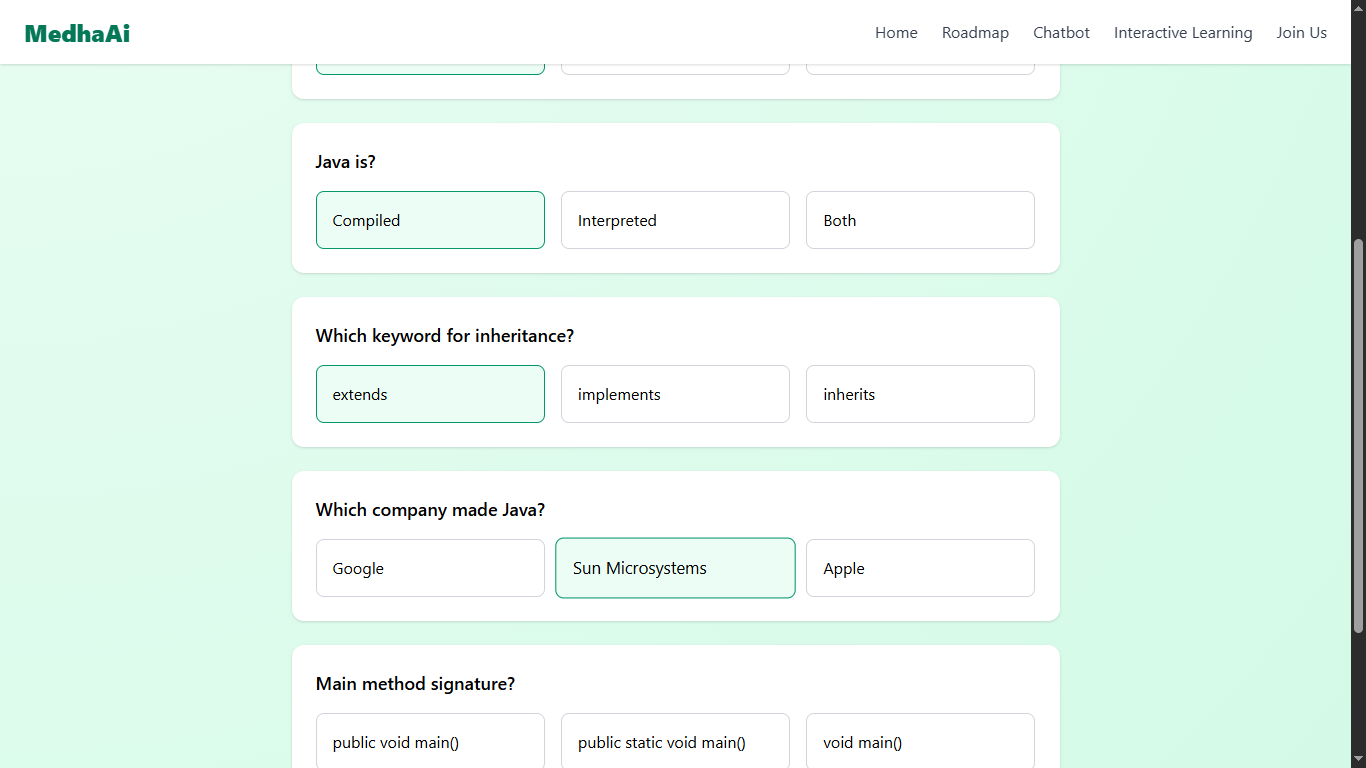 MedhaAi
Home Roadmap Chatbot Interactive Learning Join Us
Java is?
Compiled Interpreted Both
Which keyword for inheritance?
extends implements inherits
Which company made Java?
Google Sun Microsystems Apple
Main method signature?
public void main() public static void main() void main()